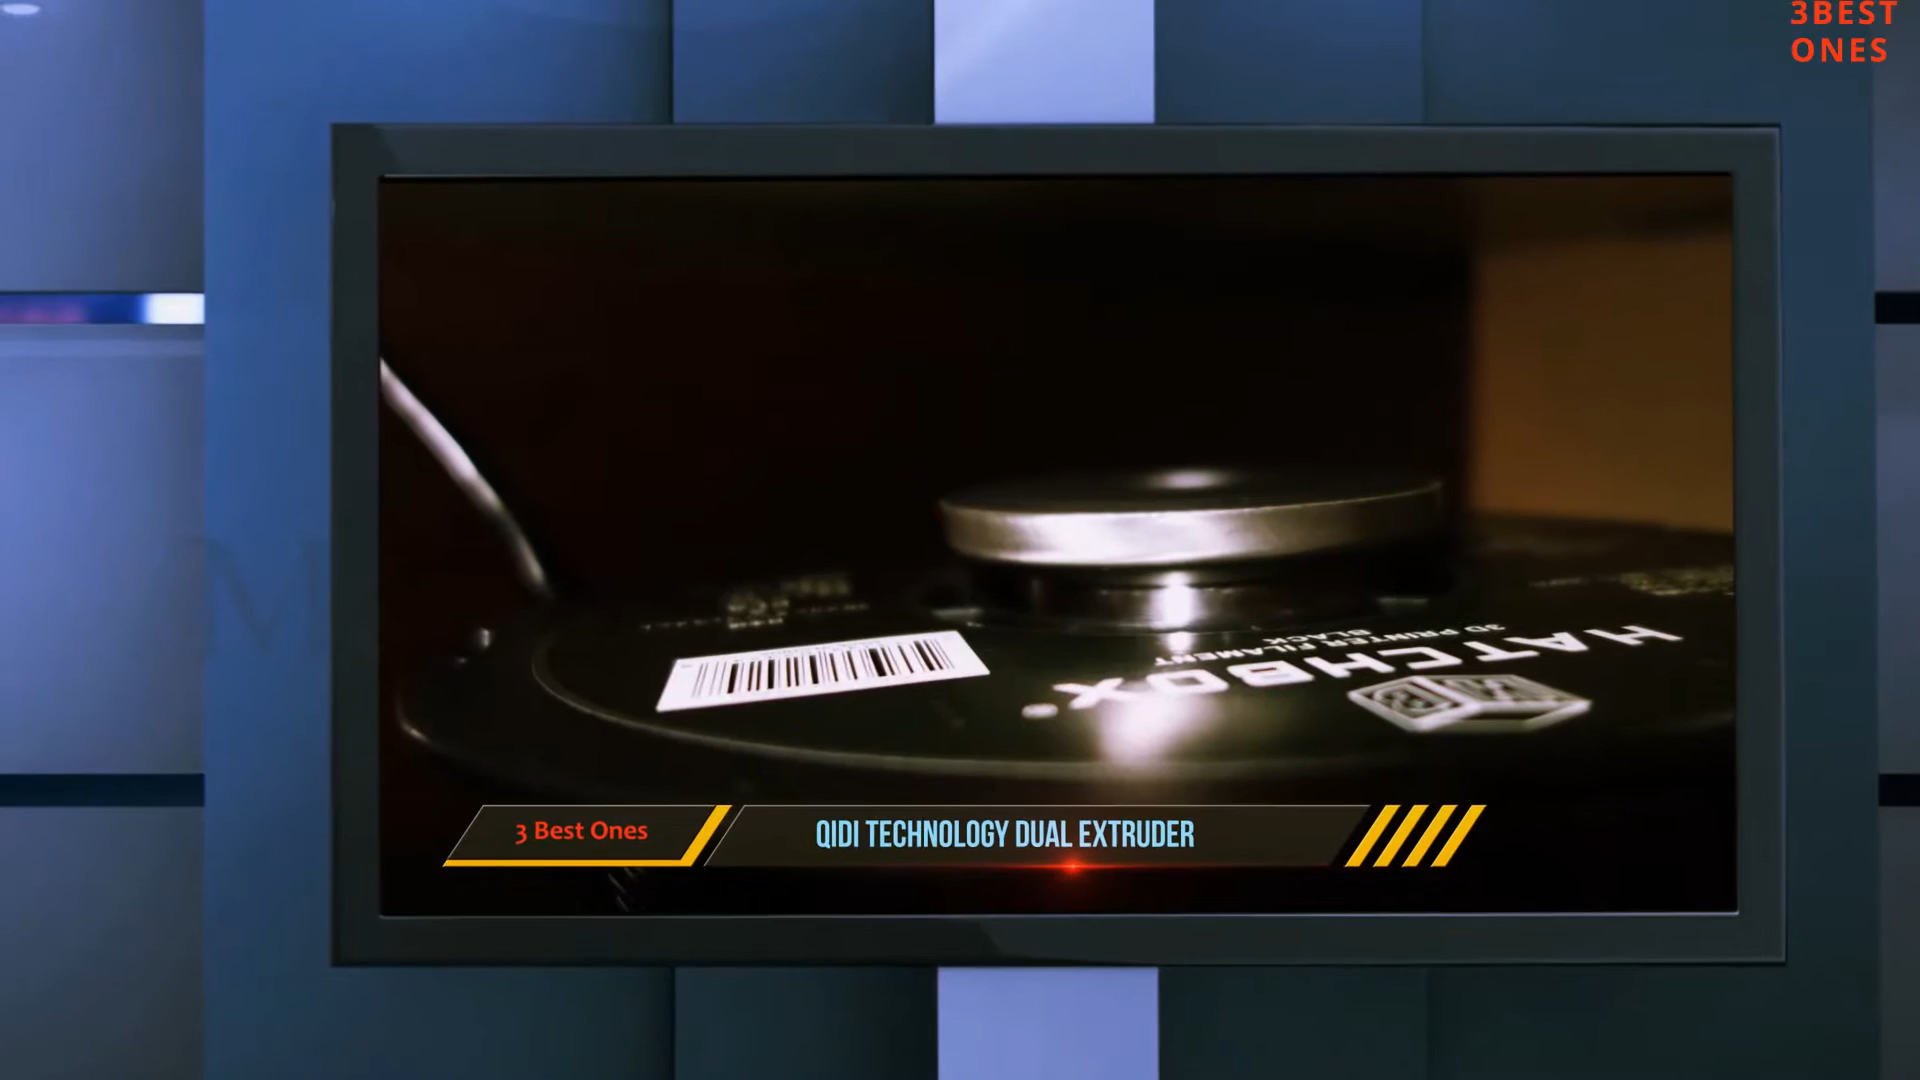 3BEST
ONES
HATCHBOX
3D PRINTER FILAMENT
BLACK
3 Best Ones
QIDI TECHNOLOGY DUAL EXTRUDER